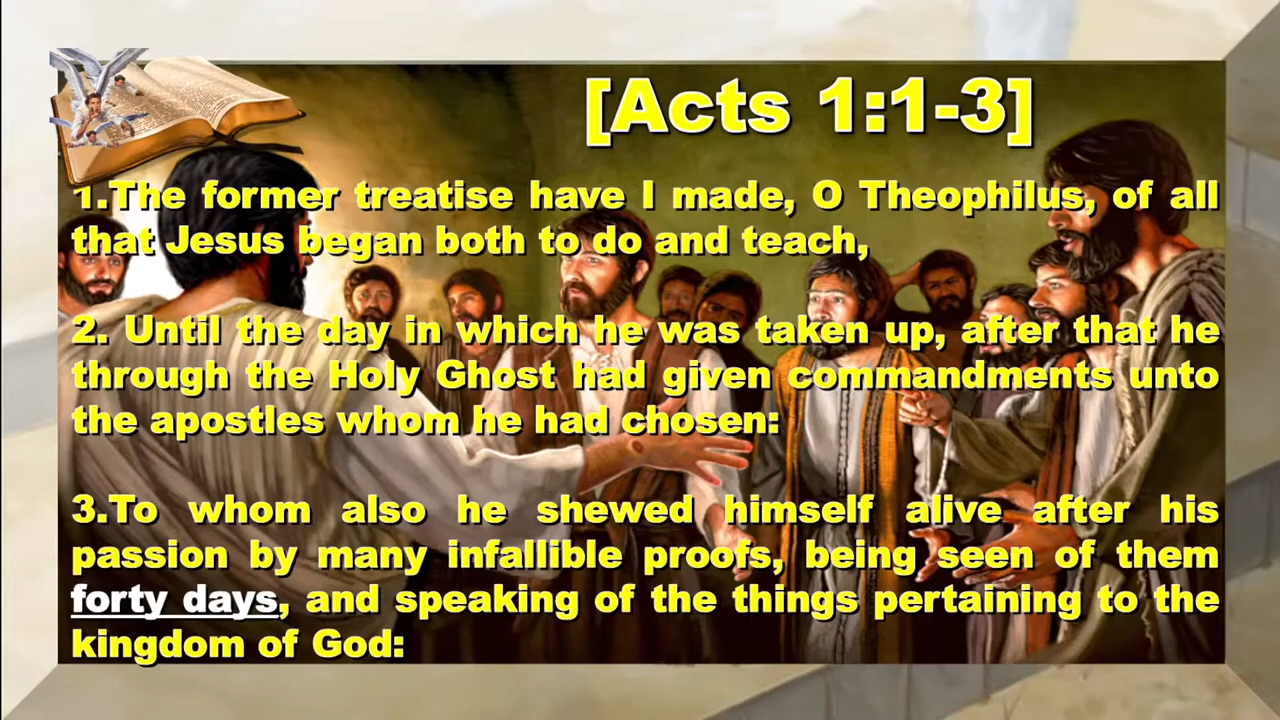 [Acts 1:1-3]
1.The former treatise have I made, O Theophilus, of all
that Jesus began both to do and teach,
2. Until the day in which he was taken up, after that he
through the Holy Ghost had given commandments unto
the apostles whom he had chosen:
3.To whom also he shewed himself alive after his
passion by many infallible proofs, being seen of them
forty days, and speaking of the things pertaining to the
kingdom of God: